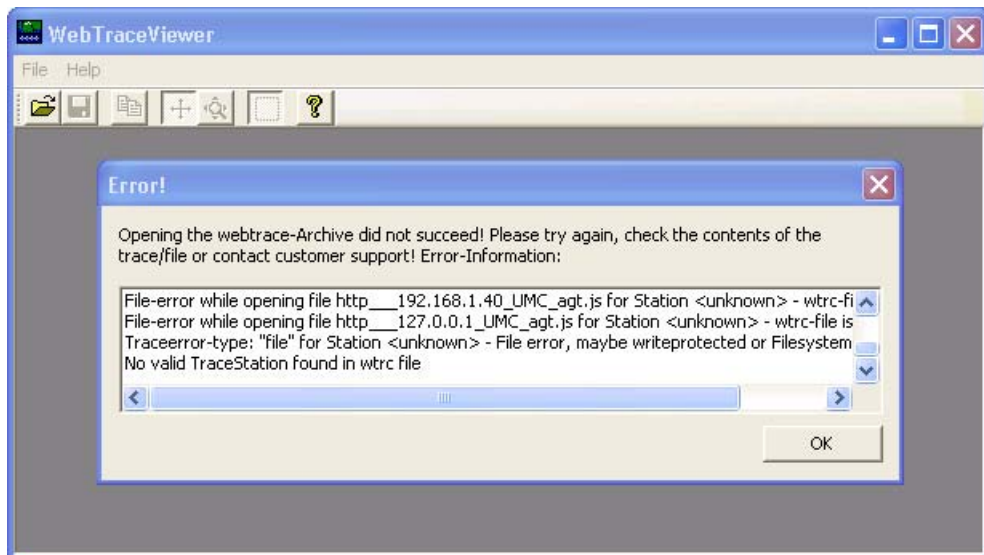 WebTraceViewer
File Help
Error!
Opening the webtrace-Archive did not succeed! Please try again, check the contents of the
trace/file or contact customer support! Error-Information:
File-error while opening file http___192.168.1.40_UMC_agt.js for Station <unknown> - wtrc-fi
File-error while opening file http___127.0.0.1_UMC_agt.js for Station <unknown> - wtrc-file is
Traceerror-type: "file" for Station <unknown> - File error, maybe writeprotected or Filesystem
No valid TraceStation found in wtrc file
OK